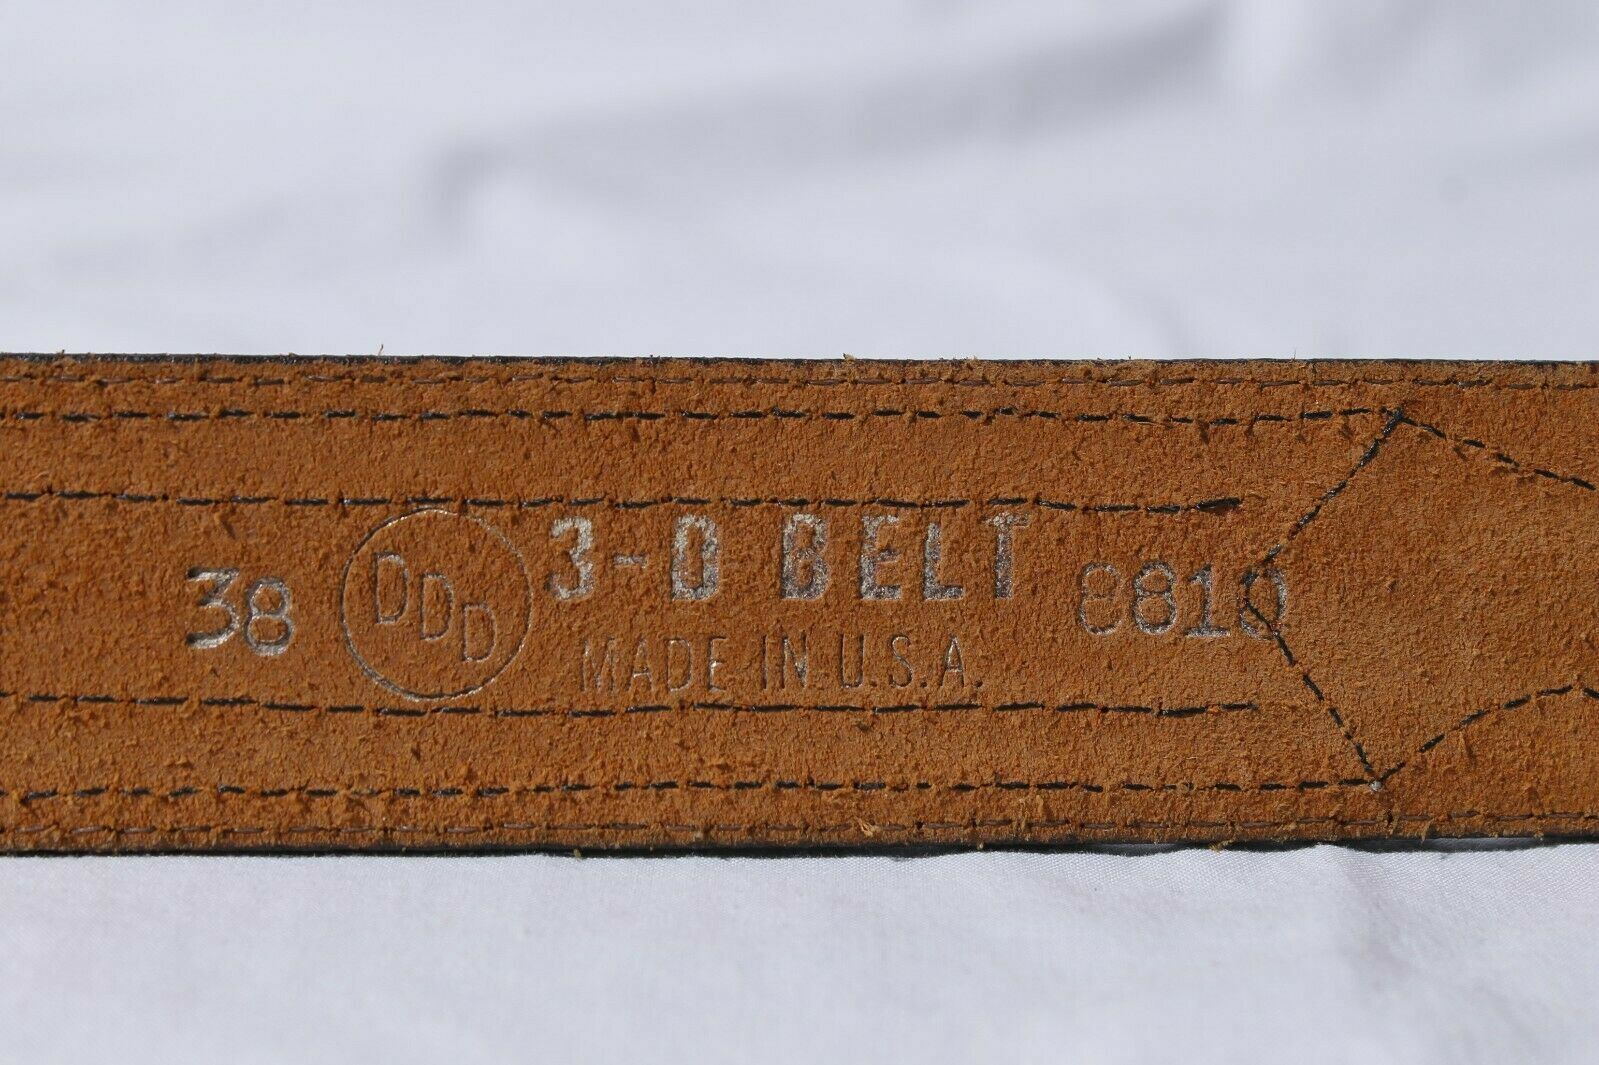 38 DDD 3-D BELT 8810
MADE IN U.S.A.